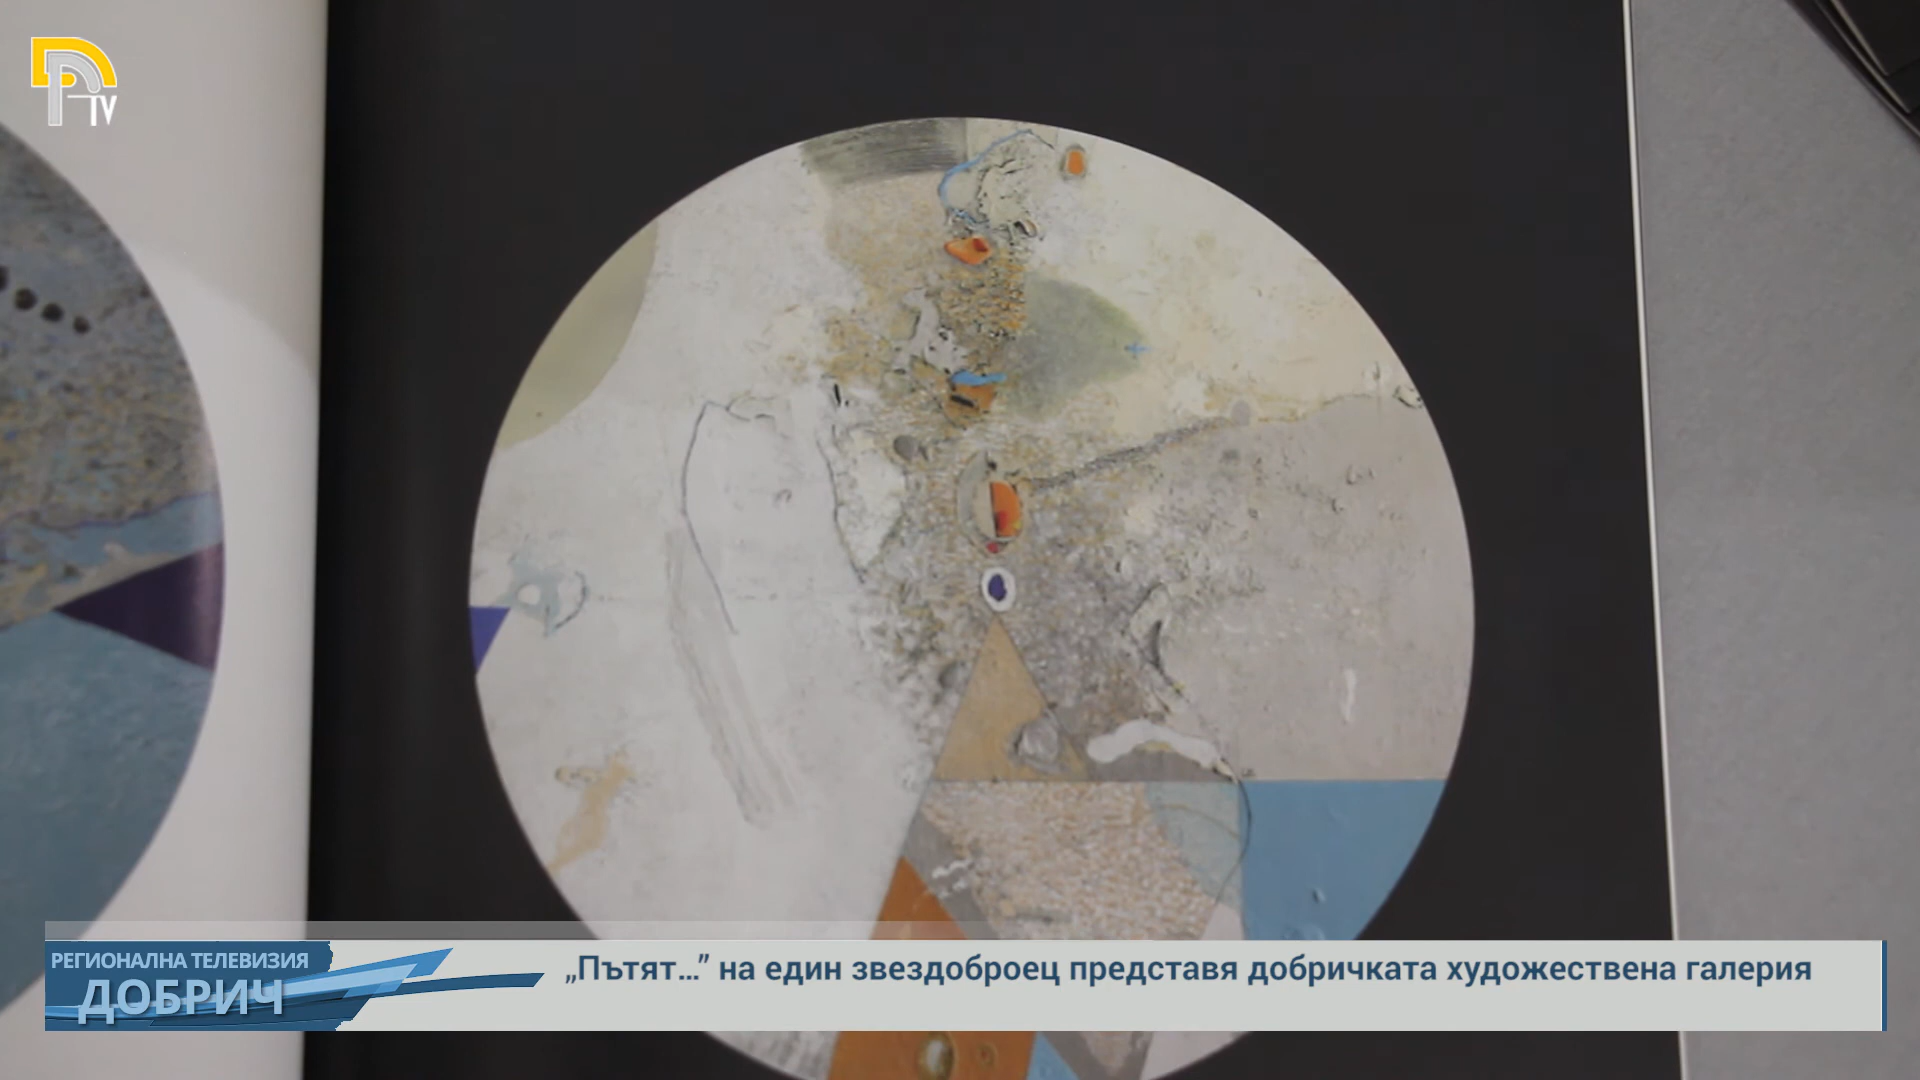 TV
РЕГИОНАЛНА ТЕЛЕВИЗИЯ
ДОБРИЧ
„Пътят...” на един звездоброец представя добричката художествена галерия